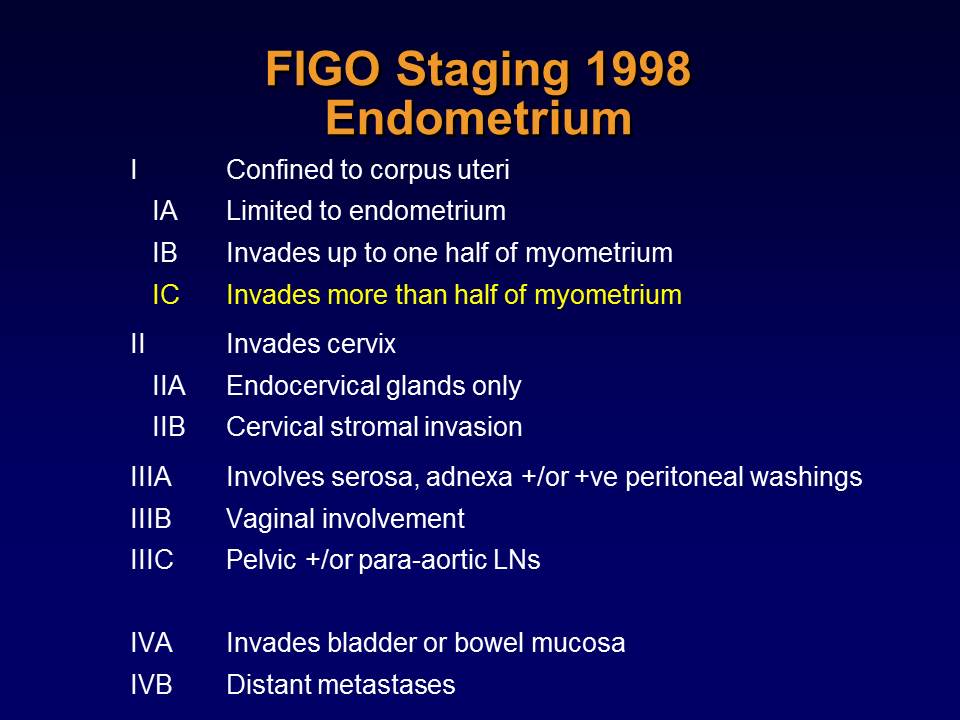 FIGO Staging 1998
Endometrium
I Confined to corpus uteri
IA Limited to endometrium
IB Invades up to one half of myometrium
IC Invades more than half of myometrium
II Invades cervix
IIA Endocervical glands only
IIB Cervical stromal invasion
IIIA Involves serosa, adnexa +/or +ve peritoneal washings
IIIB Vaginal involvement
IIIC Pelvic +/or para-aortic LNs
IVA Invades bladder or bowel mucosa
IVB Distant metastases